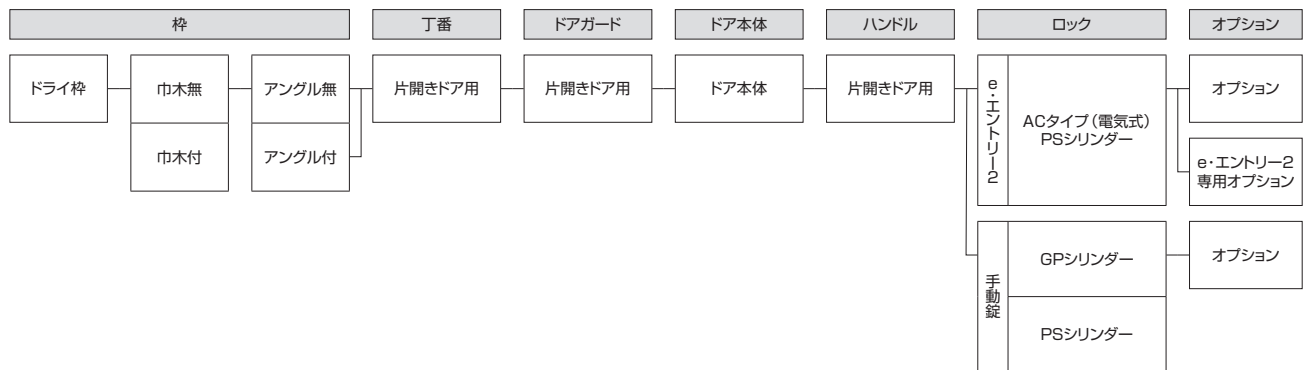 枠
丁番
ドアガード
ドア本体
ハンドル
ロック
オプション
ドライ枠
巾木無
巾木付
アングル無
アングル付
片開きドア用
片開きドア用
ドア本体
片開きドア用
e・エントリー2
ACタイプ（電気式）
PSシリンダー
オプション
e・エントリー2
専用オプション
手動錠
GPシリンダー
PSシリンダー
オプション